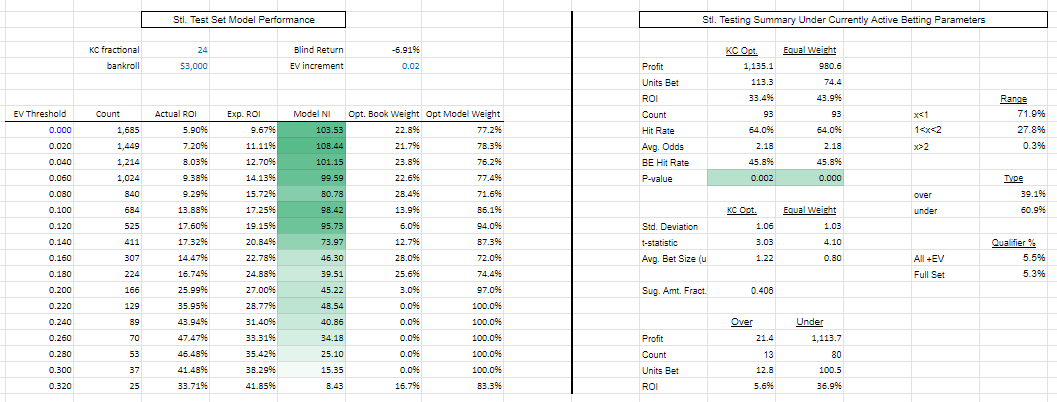 Stl. Test Set Model Performance
KC fractional 24 Blind Return -6.91%
bankroll $3,000 EV increment 0.02
EV Threshold Count Actual ROI Exp. ROI Model NI Opt. Book Weight Opt Model Weight
0.000 1,685 5.90% 9.67% 103.53 22.8% 77.2%
0.020 1,449 7.20% 11.11% 108.44 21.7% 78.3%
0.040 1,214 8.03% 12.70% 101.15 23.8% 76.2%
0.060 1,024 9.38% 14.13% 99.59 22.6% 77.4%
0.080 840 9.29% 15.72% 80.78 28.4% 71.6%
0.100 684 13.88% 17.25% 98.42 13.9% 86.1%
0.120 525 17.60% 19.15% 95.73 6.0% 94.0%
0.140 411 17.32% 20.84% 73.97 12.7% 87.3%
0.160 307 14.47% 22.78% 46.30 28.0% 72.0%
0.180 224 16.74% 24.88% 39.51 25.6% 74.4%
0.200 166 25.99% 27.00% 45.22 3.0% 97.0%
0.220 129 35.95% 28.77% 48.54 0.0% 100.0%
0.240 89 43.94% 31.40% 40.86 0.0% 100.0%
0.260 70 47.47% 33.31% 34.18 0.0% 100.0%
0.280 53 46.48% 35.42% 25.10 0.0% 100.0%
0.300 37 41.48% 38.29% 15.35 0.0% 100.0%
0.320 25 33.71% 41.85% 8.43 16.7% 83.3%
Stl. Testing Summary Under Currently Active Betting Parameters
KC Opt. Equal Weight
Profit 1,135.1 980.6
Units Bet 113.3 74.4
ROI 33.4% 43.9% Range
Count 93 93 x<1 71.9%
Hit Rate 64.0% 64.0% 1<x<2 27.8%
Avg. Odds 2.18 2.18 x>2 0.3%
BE Hit Rate 45.8% 45.8%
P-value 0.002 0.000 Type
over 39.1%
KC Opt. Equal Weight under 60.9%
Std. Deviation 1.06 1.03
t-statistic 3.03 4.10 Qualifier %
Avg. Bet Size (u 1.22 0.80 All +EV 5.5%
Full Set 5.3%
Sug. Amt. Fract. 0.406
Over Under
Profit 21.4 1,113.7
Count 13 80
Units Bet 12.8 100.5
ROI 5.6% 36.9%